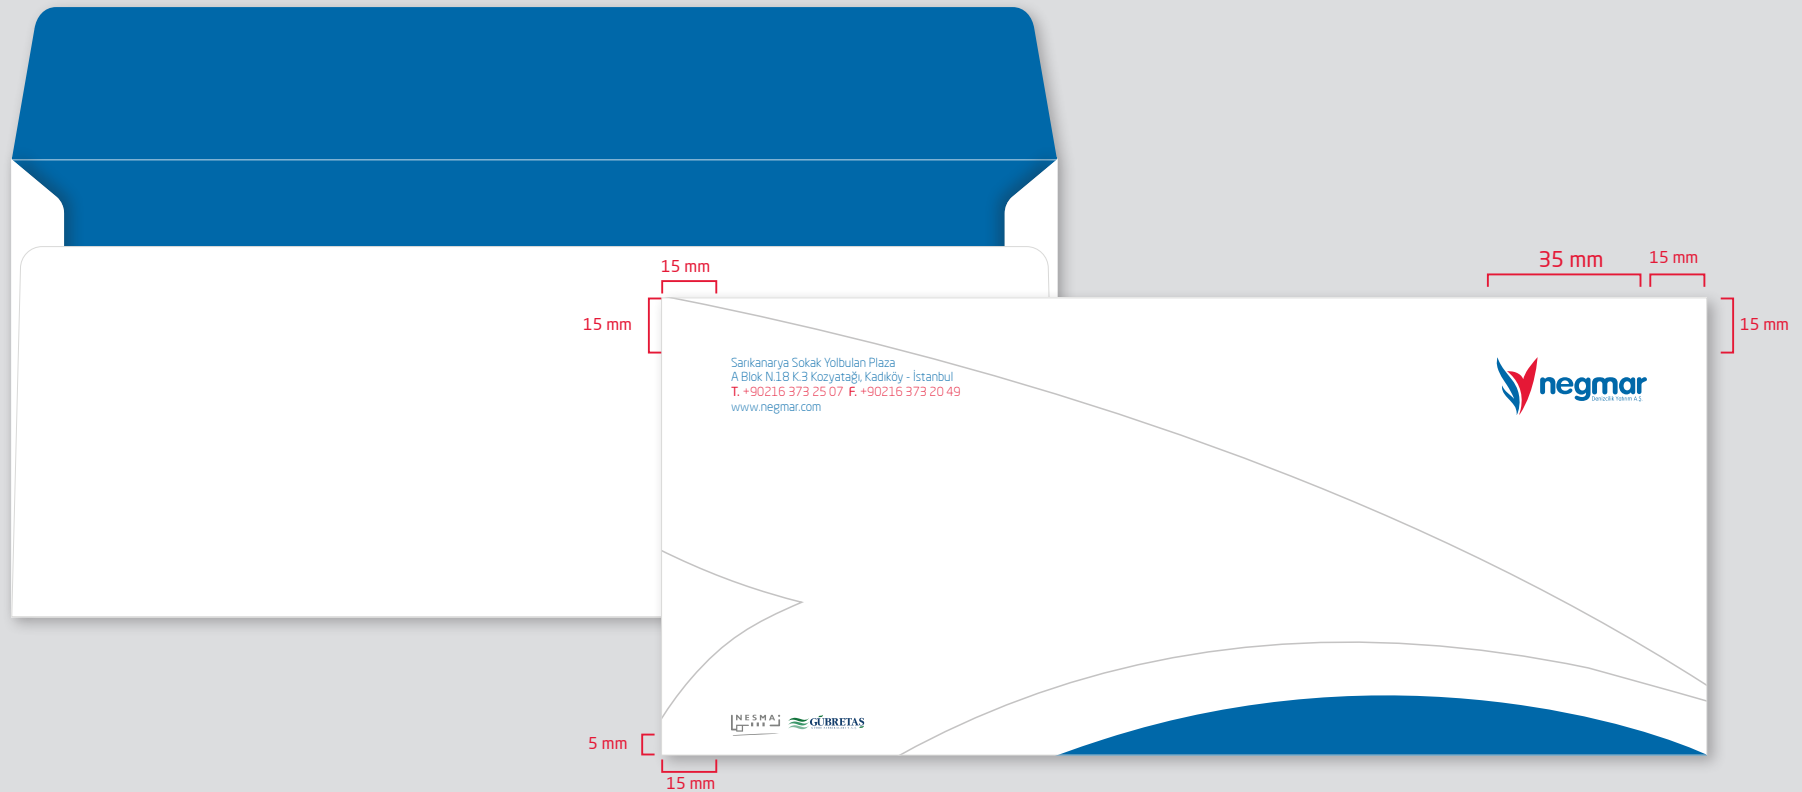 15 mm
35 mm
15 mm
15 mm
15 mm
Sarıkanarya Sokak Yolbulan Plaza
A Blok N.18 K.3 Kozyatağı, Kadıköy - İstanbul
T. +90216 373 25 07 F. +90216 373 20 49
www.negmar.com
negmar
Denizcilik Yatırım A.Ş.
NESMA
GÜBRETAŞ
5 mm
15 mm